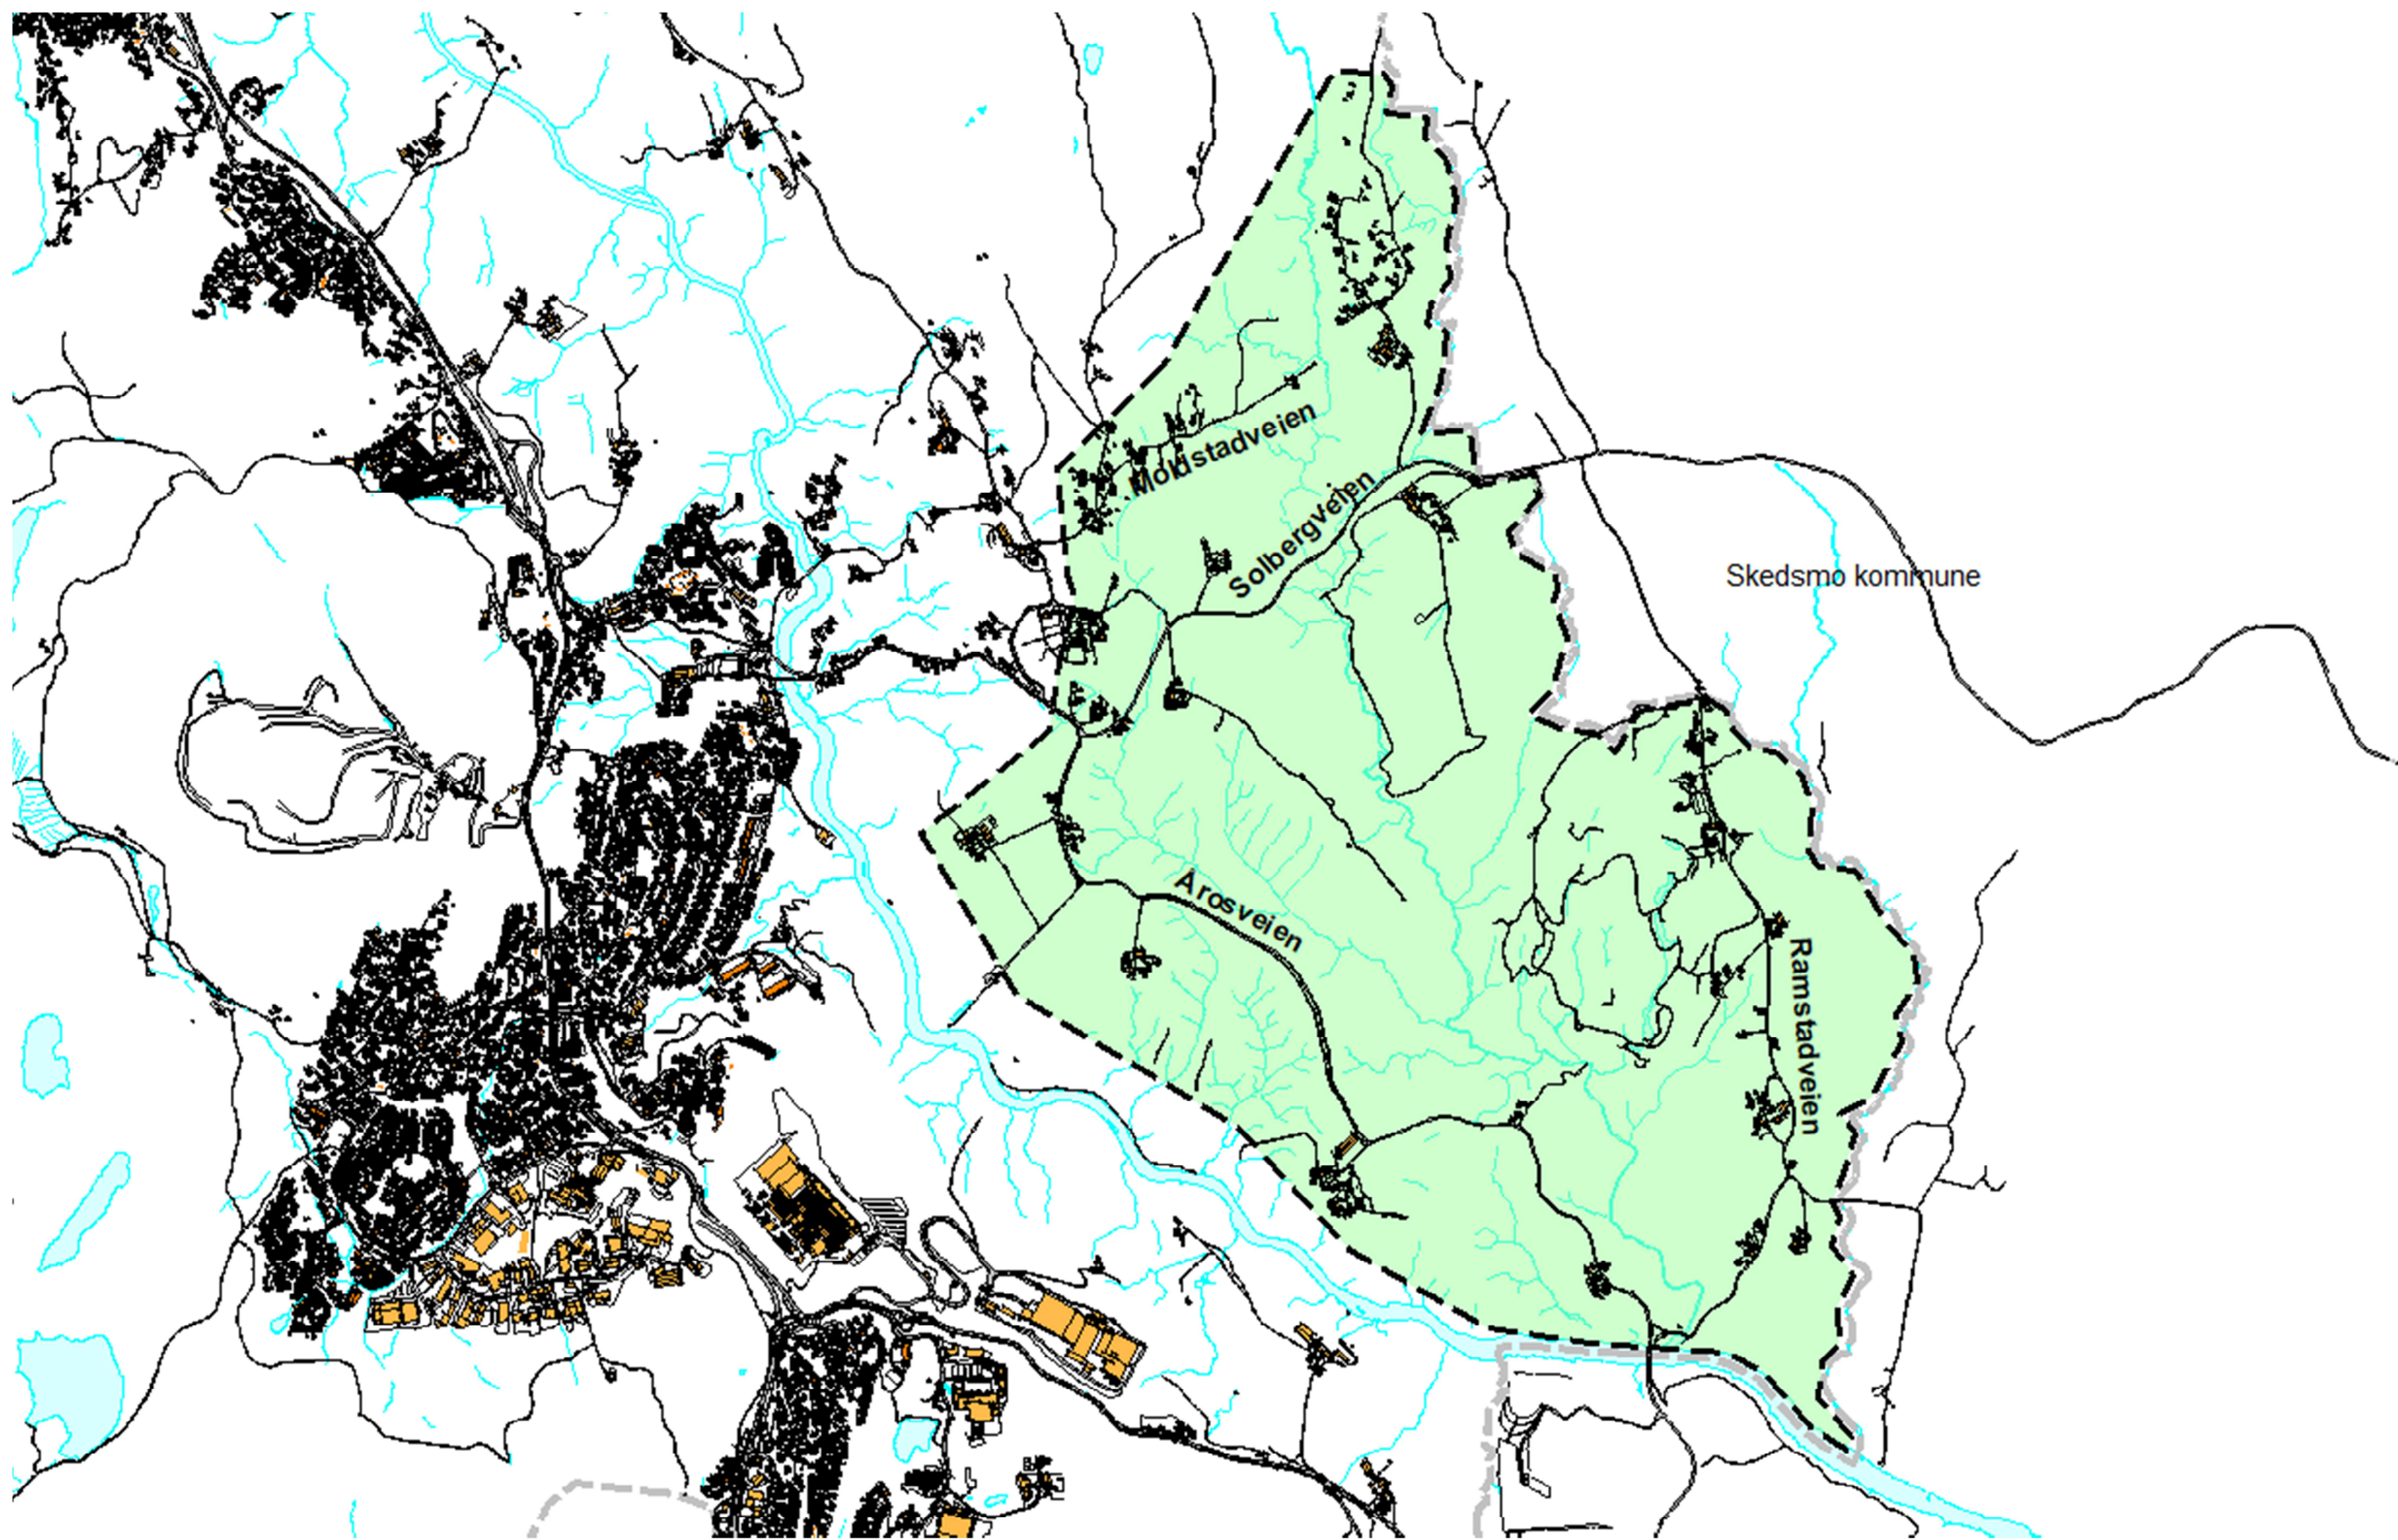 Moldstadveien
Solbergveien
Skedsmo kommune
Årosveien
Ramstadveien